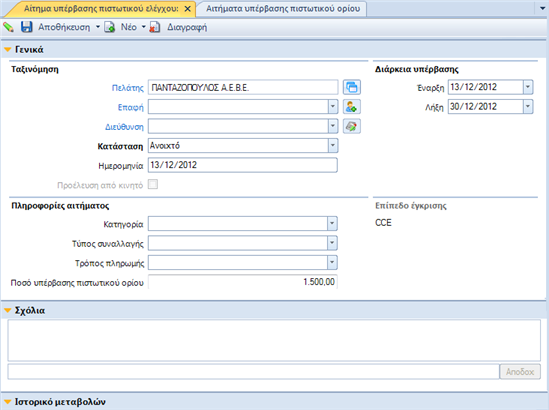 Αίτημα υπέρβασης πιστωτικού ελέγχου: Αιτήματα υπέρβασης πιστωτικού ορίου
Αποθήκευση Νέο Διαγραφή
Γενικά
Ταξινόμηση Διάρκεια υπέρβασης
Πελάτης ΠΑΝΤΑΖΟΠΟΥΛΟΣ Α.Ε.Β.Ε. Έναρξη 13/12/2012
Επαφή Λήξη 30/12/2012
Διεύθυνση
Κατάσταση Ανοιχτό
Ημερομηνία 13/12/2012
Προέλευση από κινητό
Πληροφορίες αιτήματος Επίπεδο έγκρισης
Κατηγορία CCE
Τύπος συναλλαγής
Τρόπος πληρωμής
Ποσό υπέρβασης πιστωτικού ορίου 1.500,00
Σχόλια
Αποδοχ
Ιστορικό μεταβολών